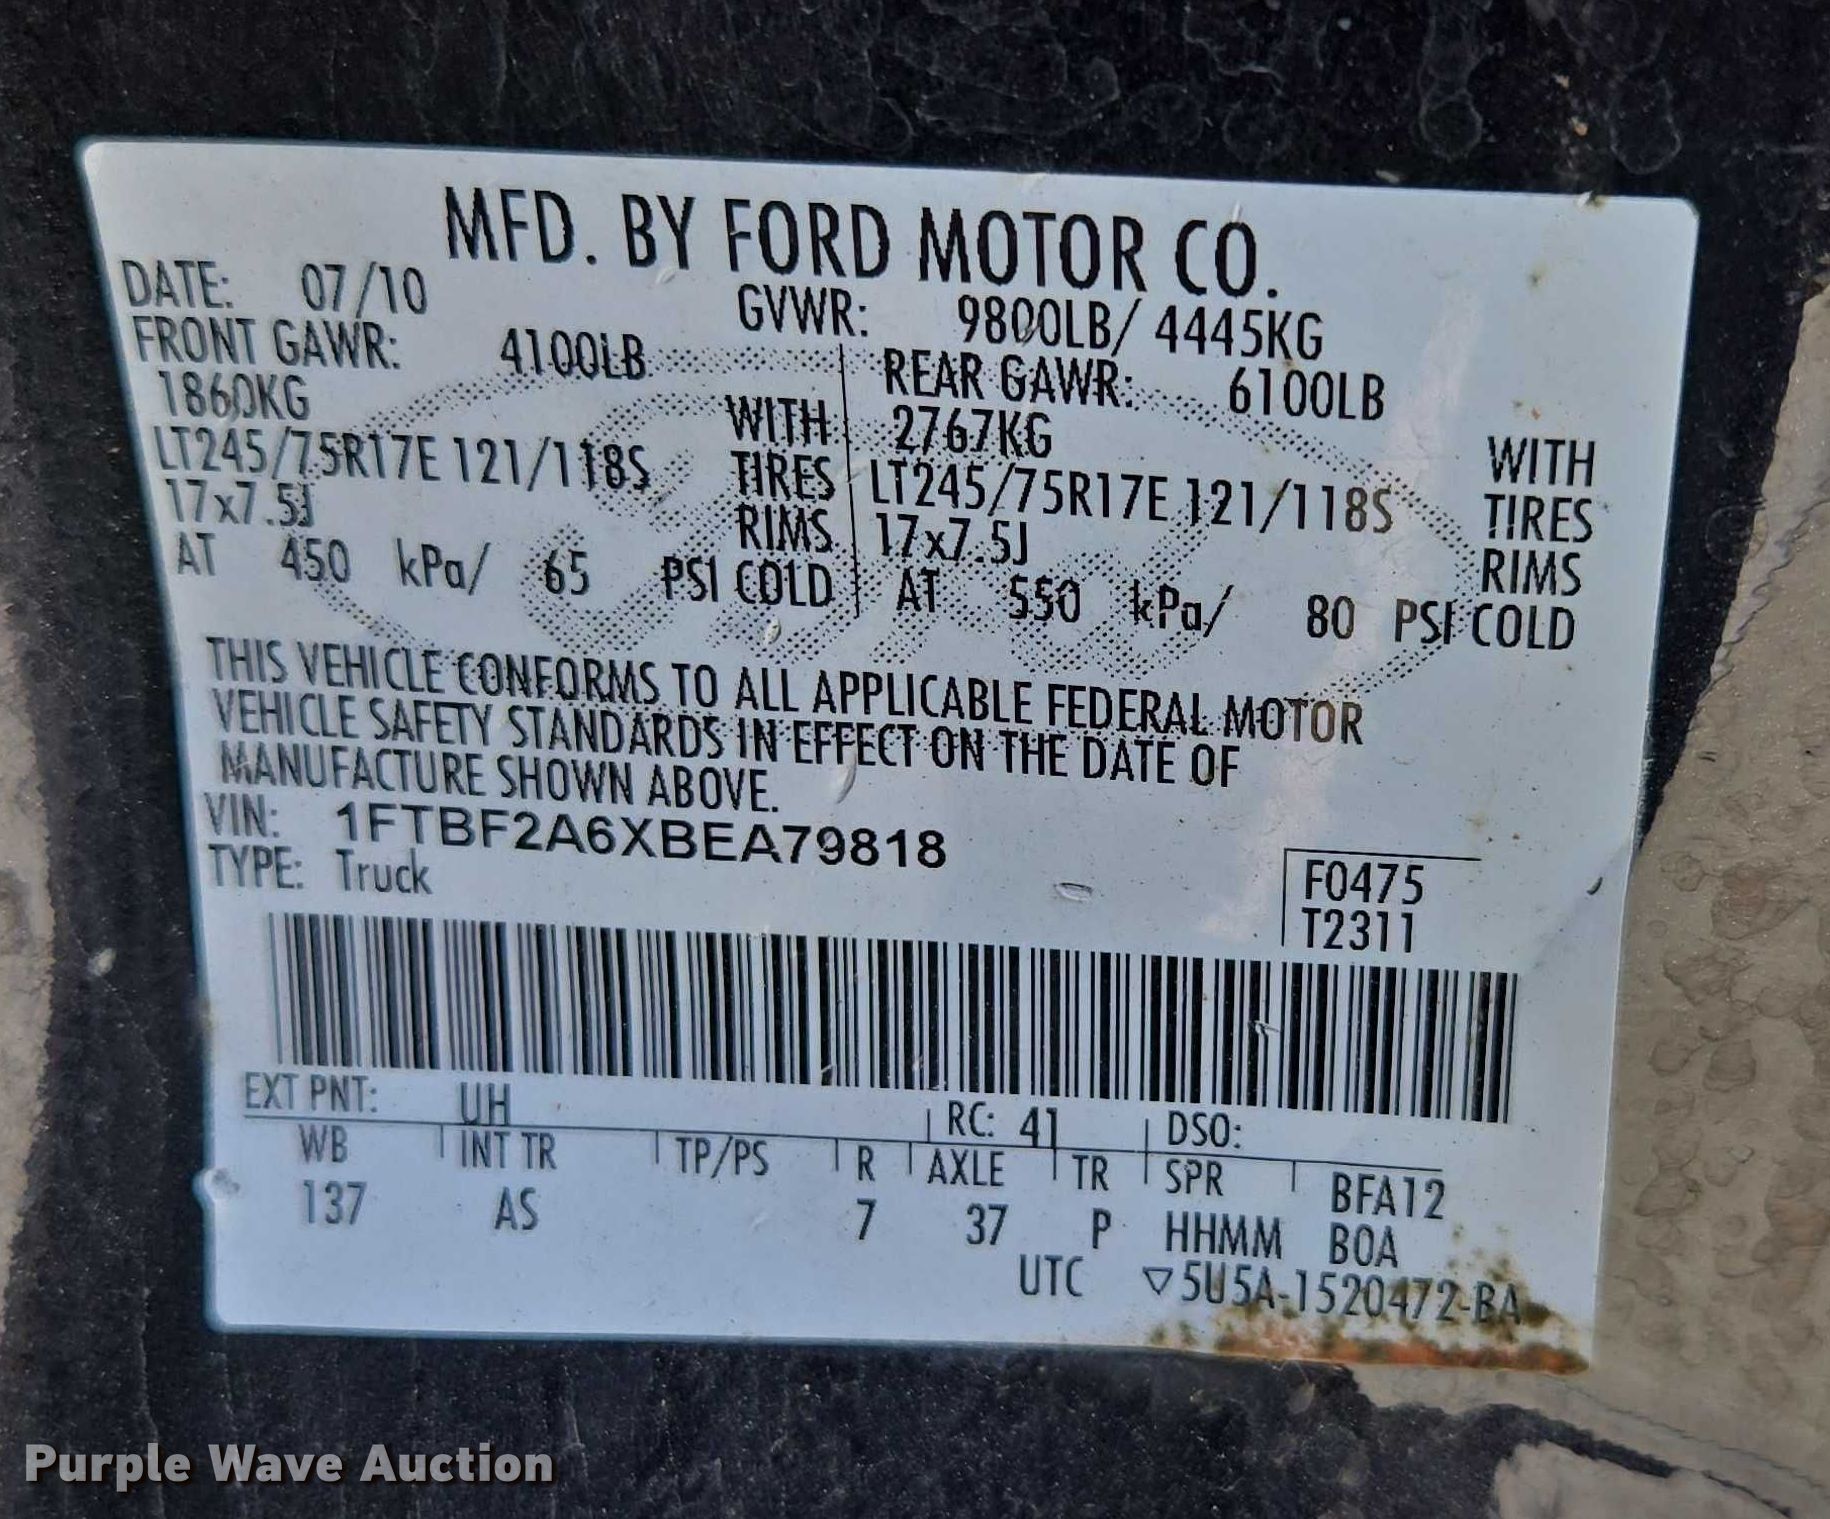 MFD. BY FORD MOTOR CO.
DATE: 07/10 GVWR: 9800LB/ 4445KG
FRONT GAWR: 4100LB REAR GAWR: 6100LB
1860KG WITH 2767KG WITH
LT245/75R17E 121/118S TIRES LT245/75R17E 121/118S TIRES
17x7.5J RIMS 17x7.5J RIMS
AT 450 kPa/ 65 PSI COLD AT 550 kPa/ 80 PSI COLD
THIS VEHICLE CONFORMS TO ALL APPLICABLE FEDERAL MOTOR
VEHICLE SAFETY STANDARDS IN EFFECT ON THE DATE OF
MANUFACTURE SHOWN ABOVE.
VIN: 1FTBF2A6XBEA79818
TYPE: Truck
F0475
T2311
EXT PNT: UH RC: 41 DSO:
WB INT TR TP/PS R AXLE TR SPR BFA12
137 AS 7 37 P HHMM BOA
UTC ▽5U5A-1520472-BA
Purple Wave Auction